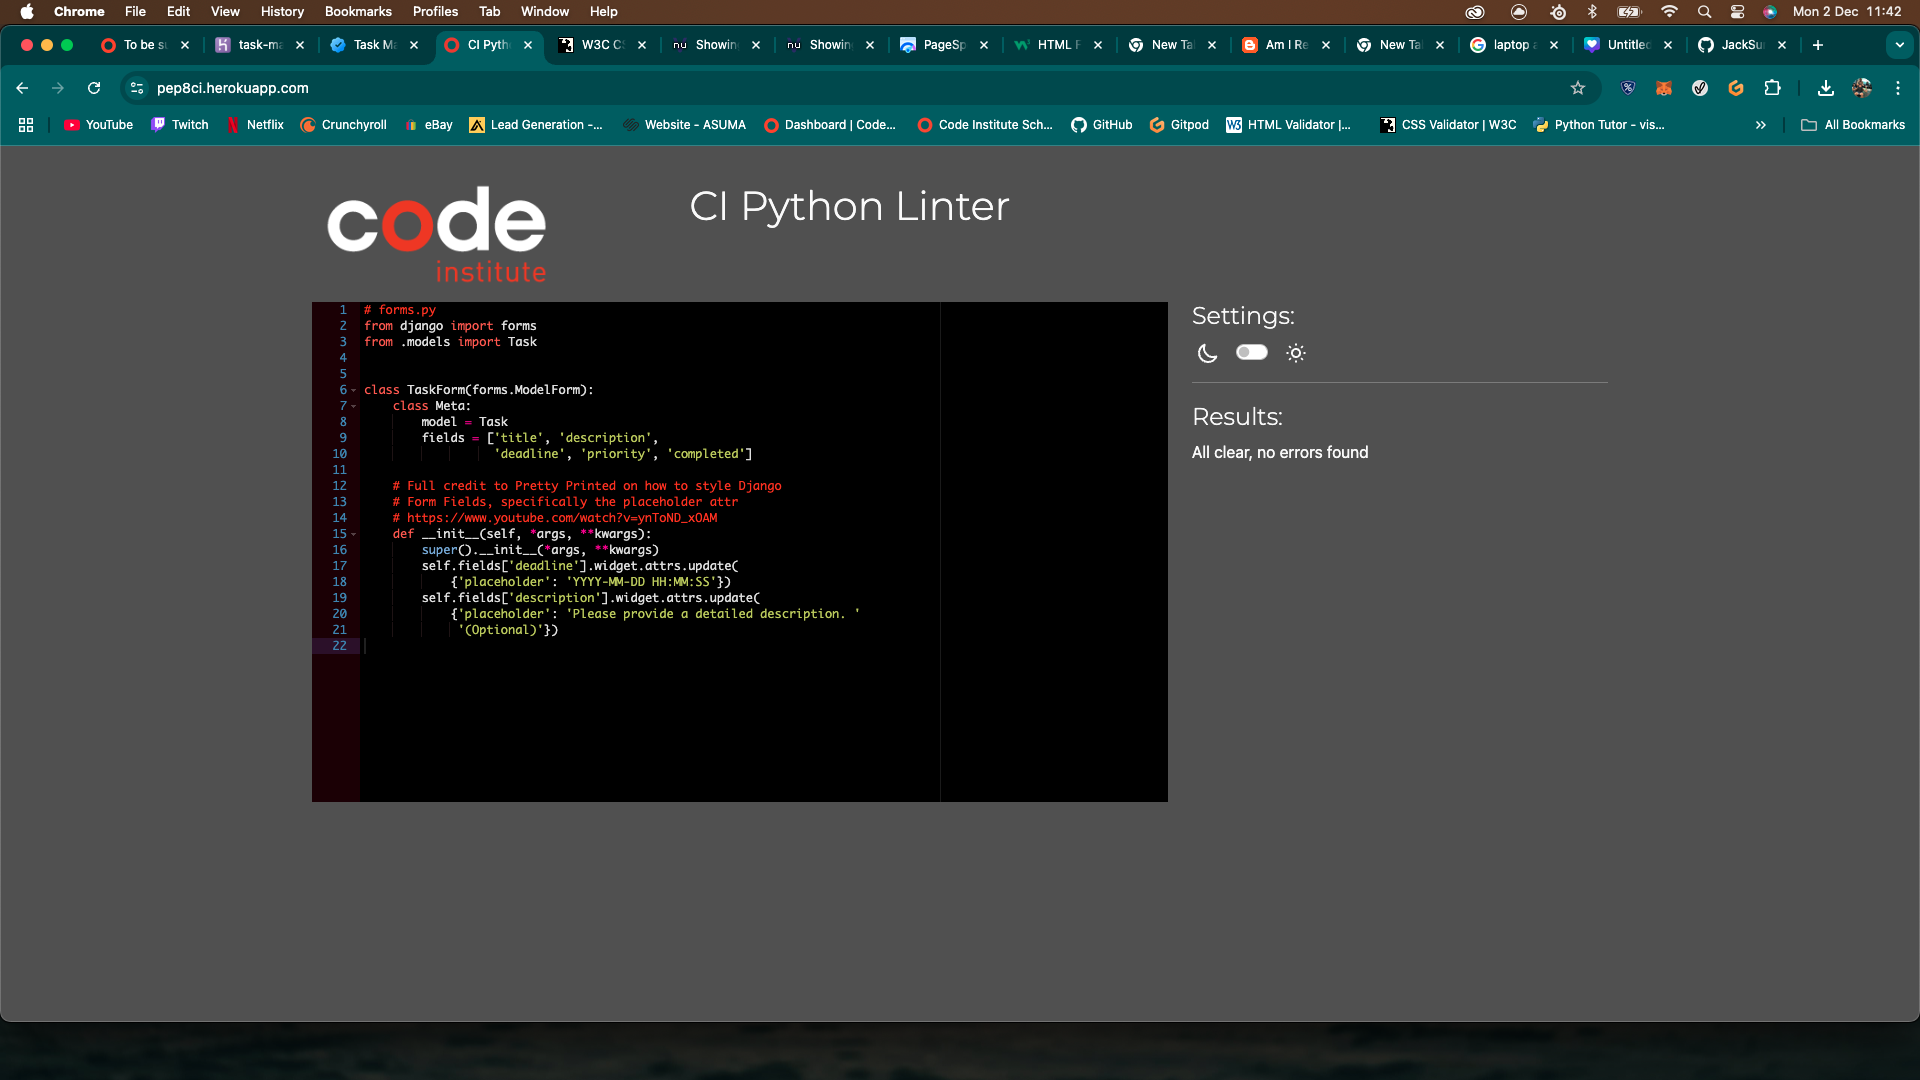 Chrome File Edit View History Bookmarks Profiles Tab Window Help Mon 2 Dec 11:42
To be su task-ma Task Ma CI Pytho W3C CS Showin Showin PageSp HTML F New Ta Am I Re New Ta laptop a Untitled JackSu
pep8ci.herokuapp.com
YouTube Twitch Netflix Crunchyroll eBay Lead Generation -... Website - ASUMA Dashboard | Code... Code Institute Sch... GitHub Gitpod HTML Validator |... CSS Validator | W3C Python Tutor - vis... » All Bookmarks
code
institute
CI Python Linter
1 # forms.py
2 from django import forms
3 from .models import Task
4
5
6 class TaskForm(forms.ModelForm):
7 class Meta:
8 model = Task
9 fields = ['title', 'description',
10 'deadline', 'priority', 'completed']
11
12 # Full credit to Pretty Printed on how to style Django
13 # Form Fields, specifically the placeholder attr
14 # https://www.youtube.com/watch?v=ynToND_xOAM
15 def __init__(self, *args, **kwargs):
16 super().__init__(*args, **kwargs)
17 self.fields['deadline'].widget.attrs.update(
18 {'placeholder': 'YYYY-MM-DD HH:MM:SS'})
19 self.fields['description'].widget.attrs.update(
20 {'placeholder': 'Please provide a detailed description. '
21 '(Optional)'})
22
Settings:
Results:
All clear, no errors found